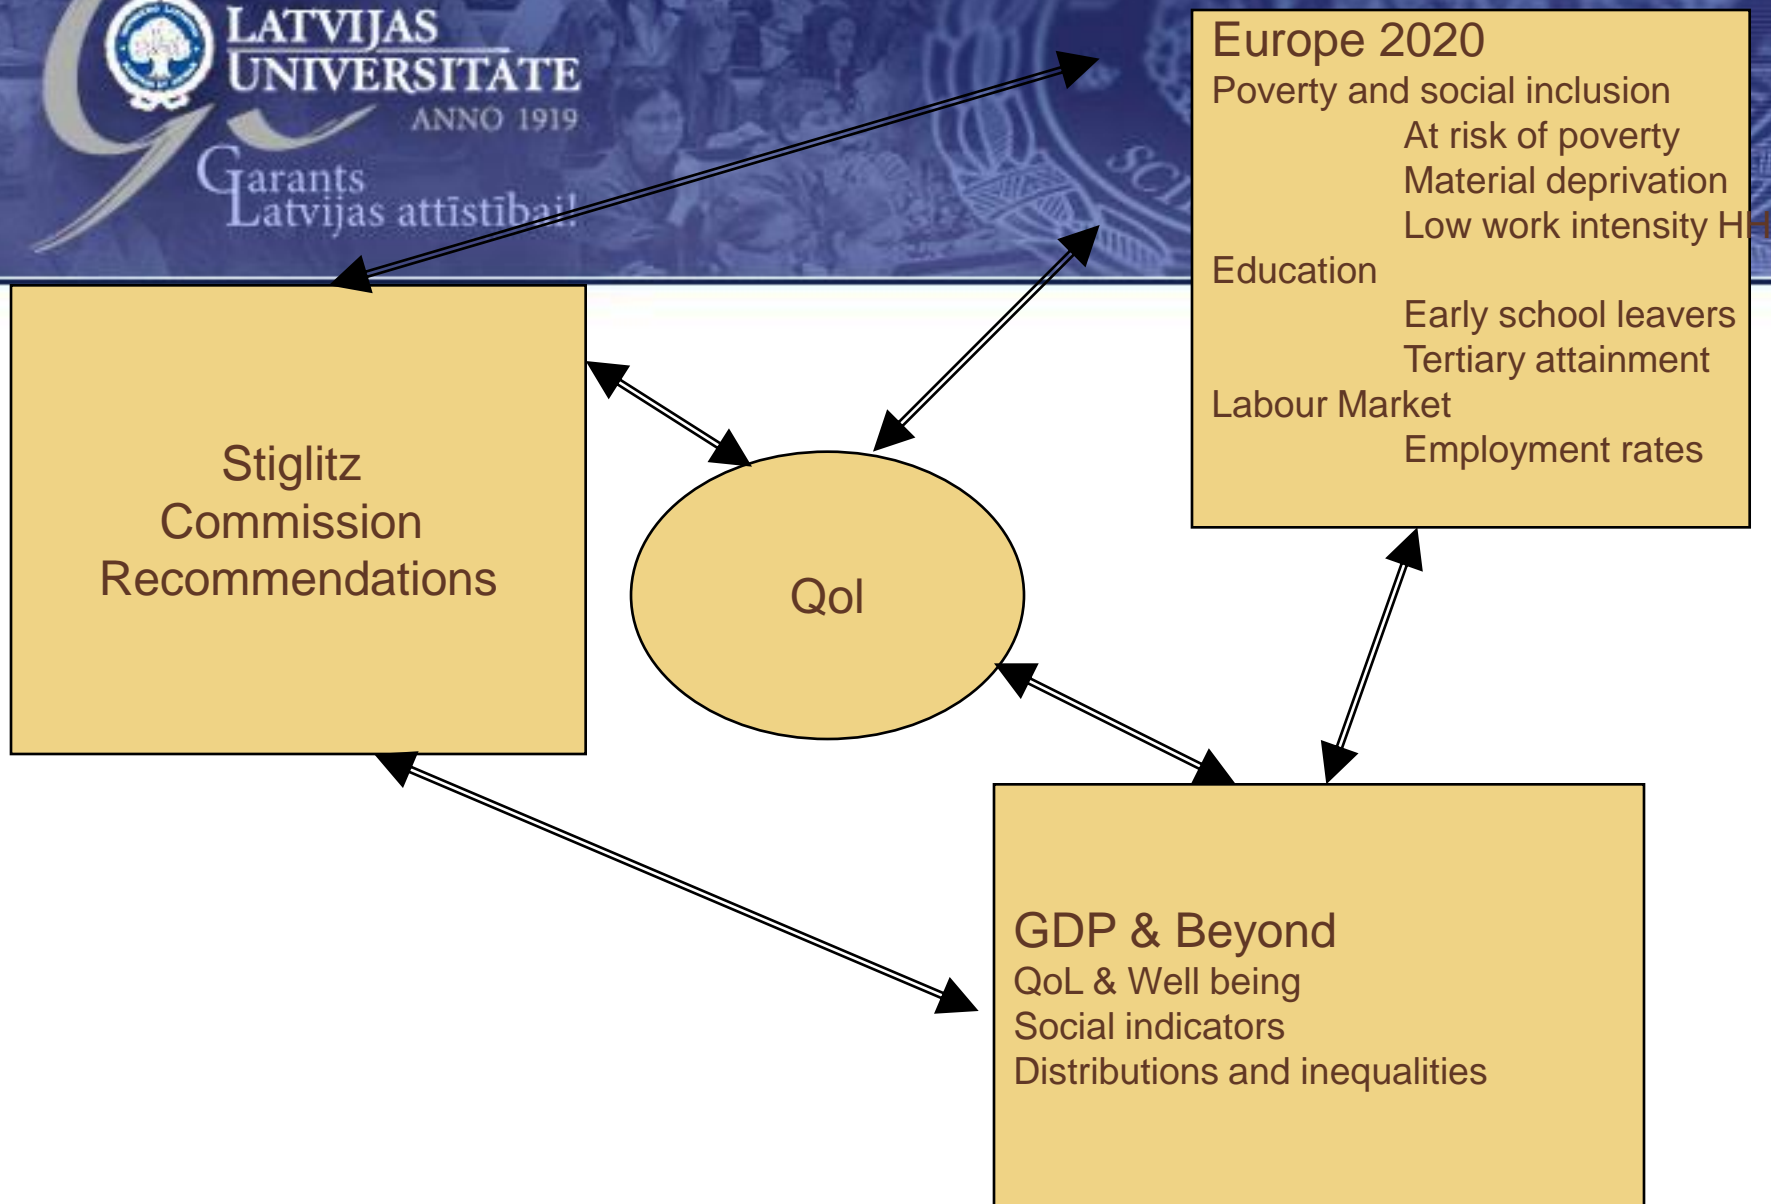 LATVIJAS
UNIVERSITATE
ANNO 1919
Garants
Latvijas attīstībai!
SCI
Europe 2020
Poverty and social inclusion
At risk of poverty
Material deprivation
Low work intensity HH
Education
Early school leavers
Tertiary attainment
Labour Market
Employment rates
Stiglitz
Commission
Recommendations
Qol
GDP & Beyond
QoL & Well being
Social indicators
Distributions and inequalities